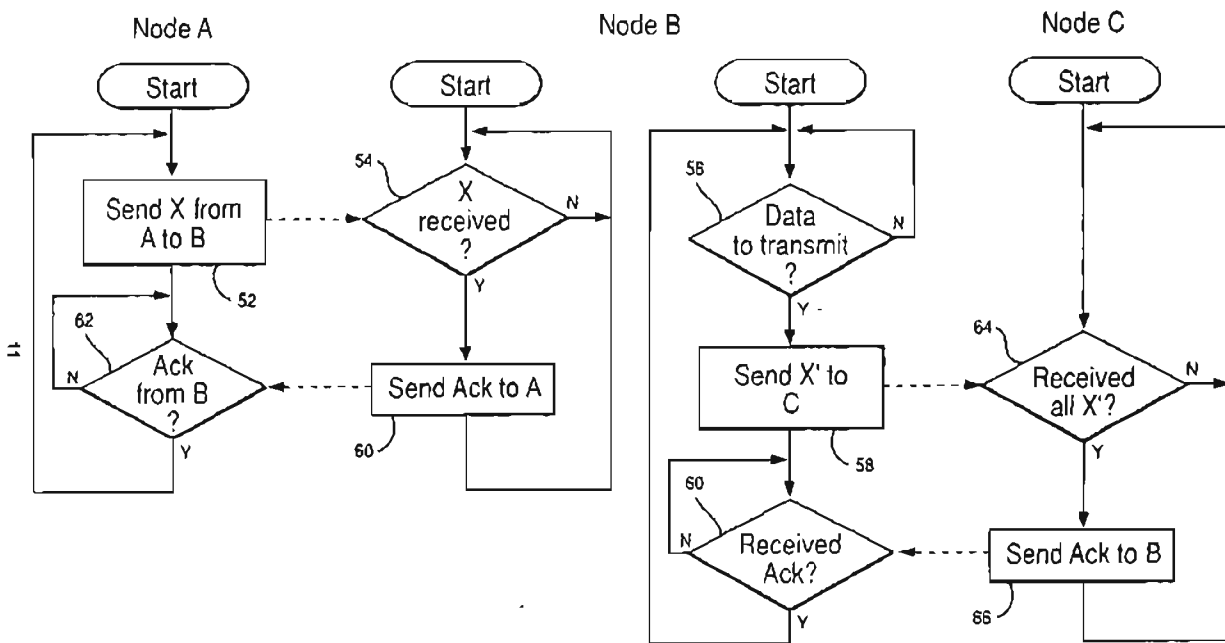 Node A
Node B
Node C
Start
Start
Start
Start
54
56
X
received
?
N
Y
Send X from
A to B
52
Data
to transmit
?
N
Y
62
Ack
from B
?
N
Y
Send Ack to A
60
Send X' to
C
58
64
Received
all X'?
N
Y
60
Received
Ack?
N
Y
Send Ack to B
66
11